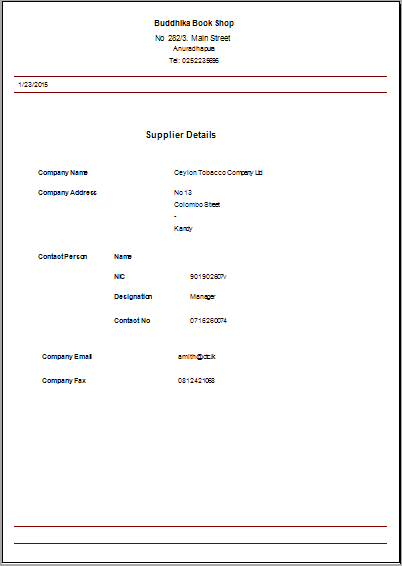 Buddhika Book Shop
No 282/3. Main Street
Anuradhapua
Tel: 0252235695
1/23/2015
Supplier Details
Company Name Ceylon Tobacco Company Ltd
Company Address No 13
Colombo Street
-
Kandy
Contact Person Name
NIC 901902607v
Designation Manager
Contact No 0716260074
Company Email amith@ctc.lk
Company Fax 0812421068